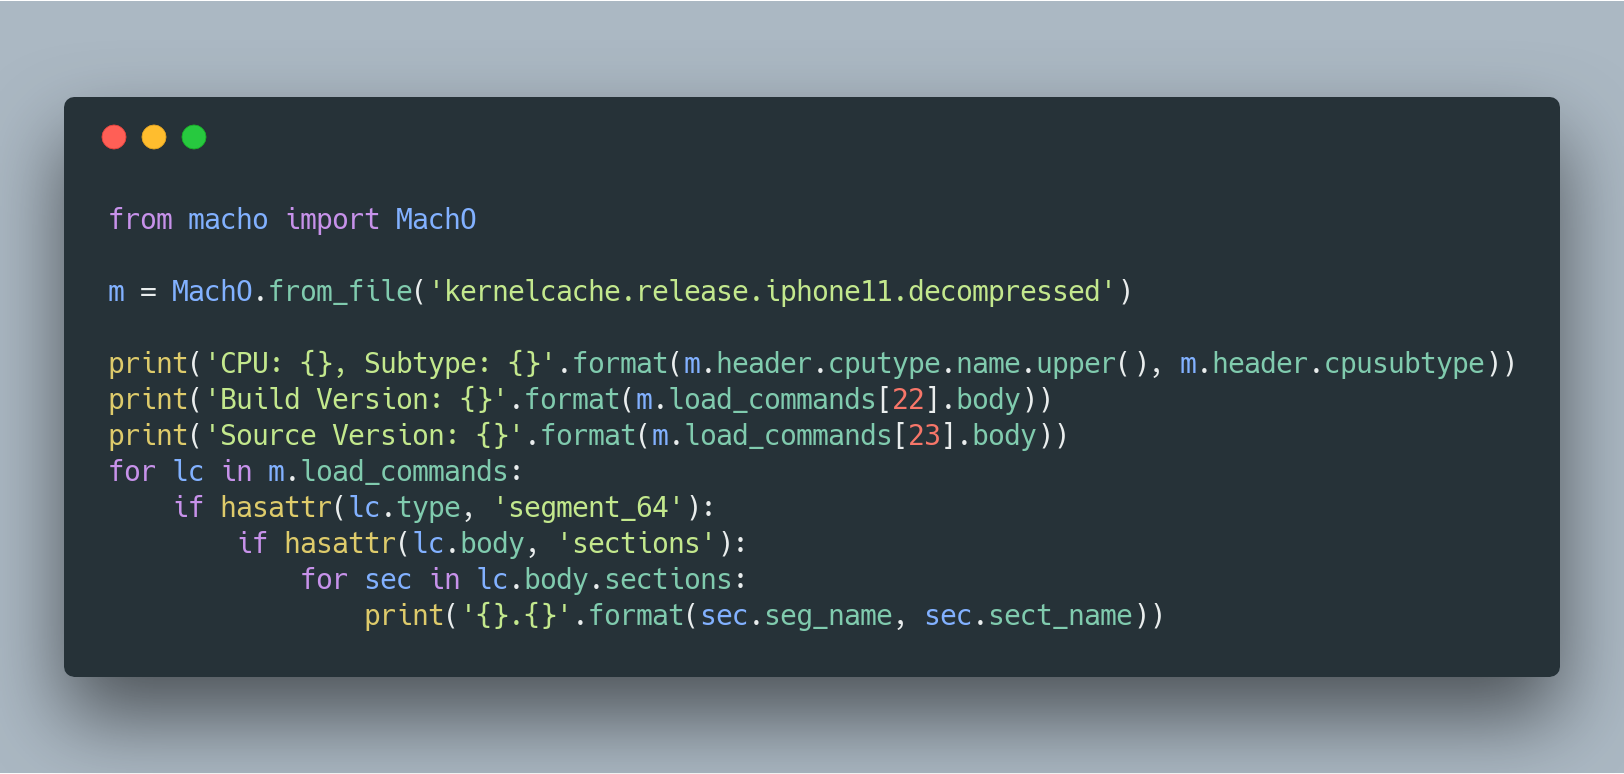 from macho import MachO

m = MachO.from_file('kernelcache.release.iphone11.decompressed')

print('CPU: {}, Subtype: {}'.format(m.header.cputype.name.upper(), m.header.cpusubtype))
print('Build Version: {}'.format(m.load_commands[22].body))
print('Source Version: {}'.format(m.load_commands[23].body))
for lc in m.load_commands:
    if hasattr(lc.type, 'segment_64'):
        if hasattr(lc.body, 'sections'):
            for sec in lc.body.sections:
                print('{}.{}'.format(sec.seg_name, sec.sect_name))